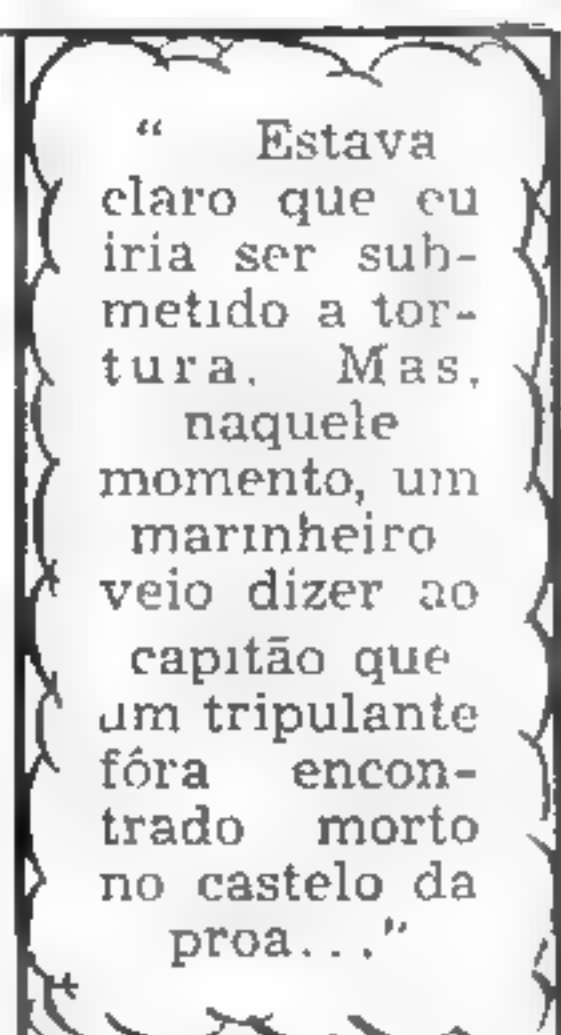 “ Estava
claro que eu
iria ser sub-
metido a tor-
tura. Mas,
naquele
momento, um
marinheiro
veio dizer ao
capitão que
um tripulante
fóra encon-
trado morto
no castelo da
proa..."